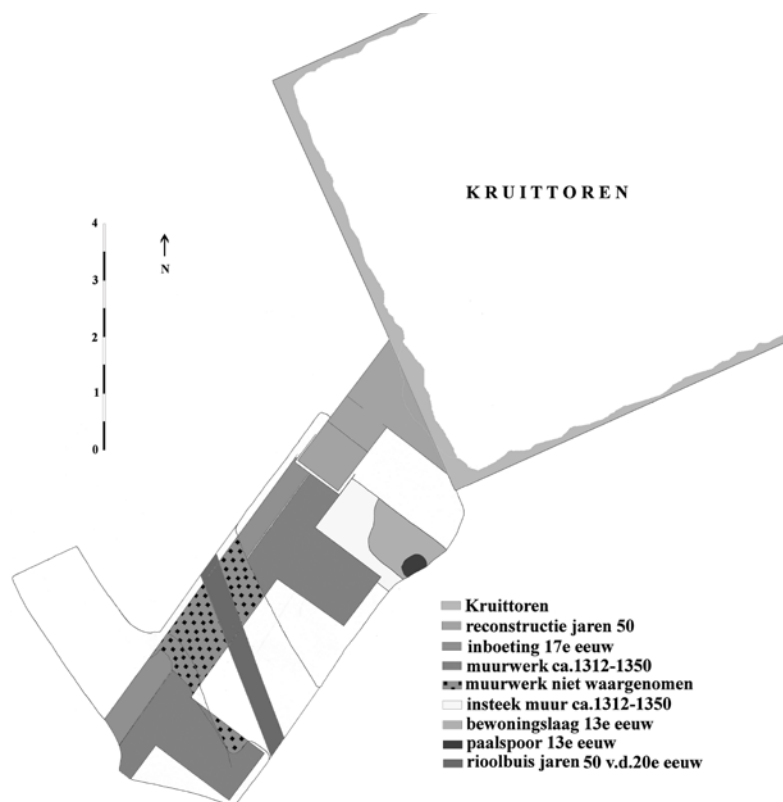 KRUITTOREN
4
3
2
1
0
N
Kruittoren
reconstructie jaren 50
inboeting 17e eeuw
muurwerk ca.1312-1350
muurwerk niet waargenomen
insteek muur ca.1312-1350
bewoningslaag 13e eeuw
paalspoor 13e eeuw
rioolbuis jaren 50 v.d.20e eeuw